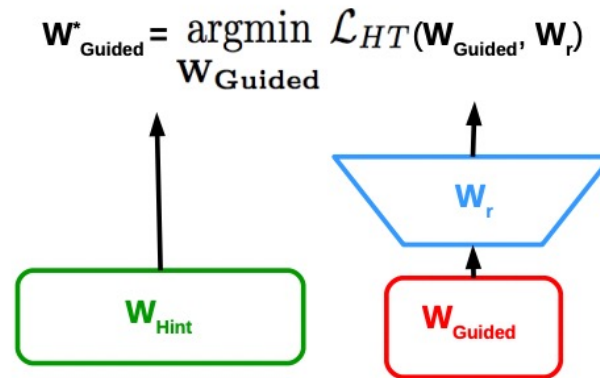 W*Guided = argmin ℒHT(WGuided, Wr)
WGuided
Wr
WHint
WGuided